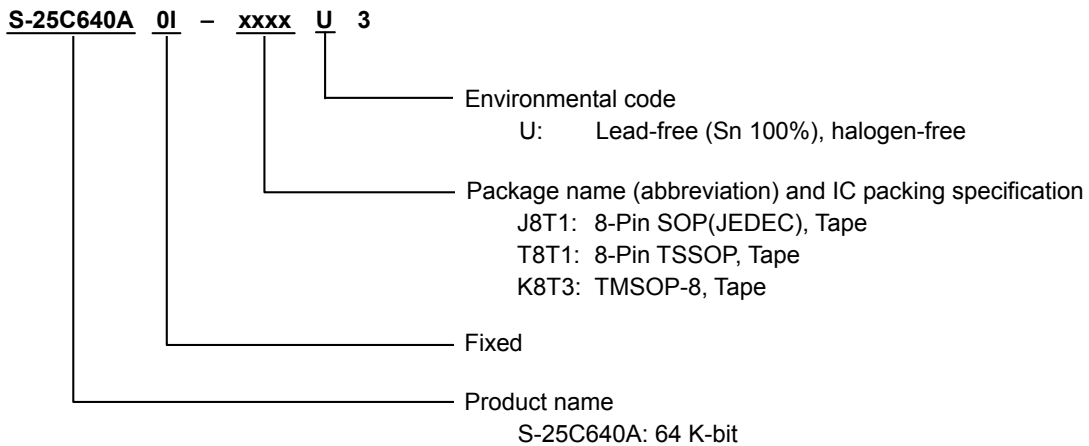 S-25C640A 0I – xxxx U 3
Environmental code
U: Lead-free (Sn 100%), halogen-free
Package name (abbreviation) and IC packing specification
J8T1: 8-Pin SOP(JEDEC), Tape
T8T1: 8-Pin TSSOP, Tape
K8T3: TMSOP-8, Tape
Fixed
Product name
S-25C640A: 64 K-bit